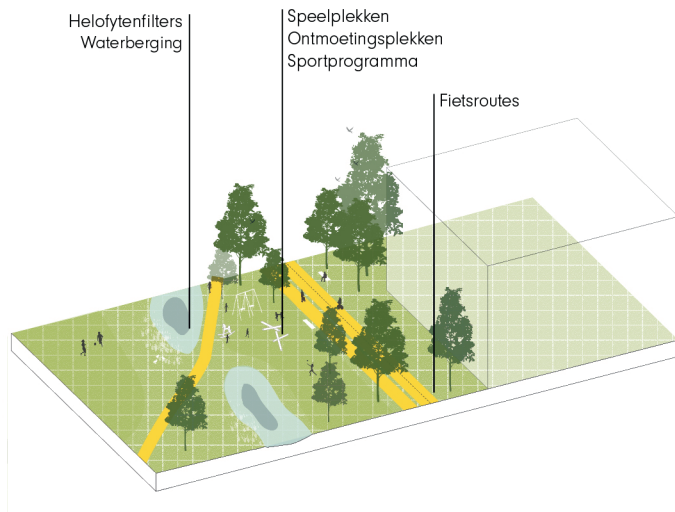 Helofytenfilters
Waterberging
Speelplekken
Ontmoetingsplekken
Sportprogramma
Fietsroutes